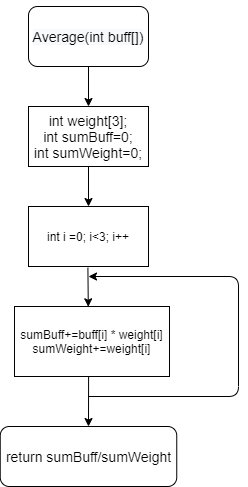 Average(int buff[])
int weight[3];
int sumBuff=0;
int sumWeight=0;
int i =0; i<3; i++
sumBuff+=buff[i] * weight[i]
sumWeight+=weight[i]
return sumBuff/sumWeight